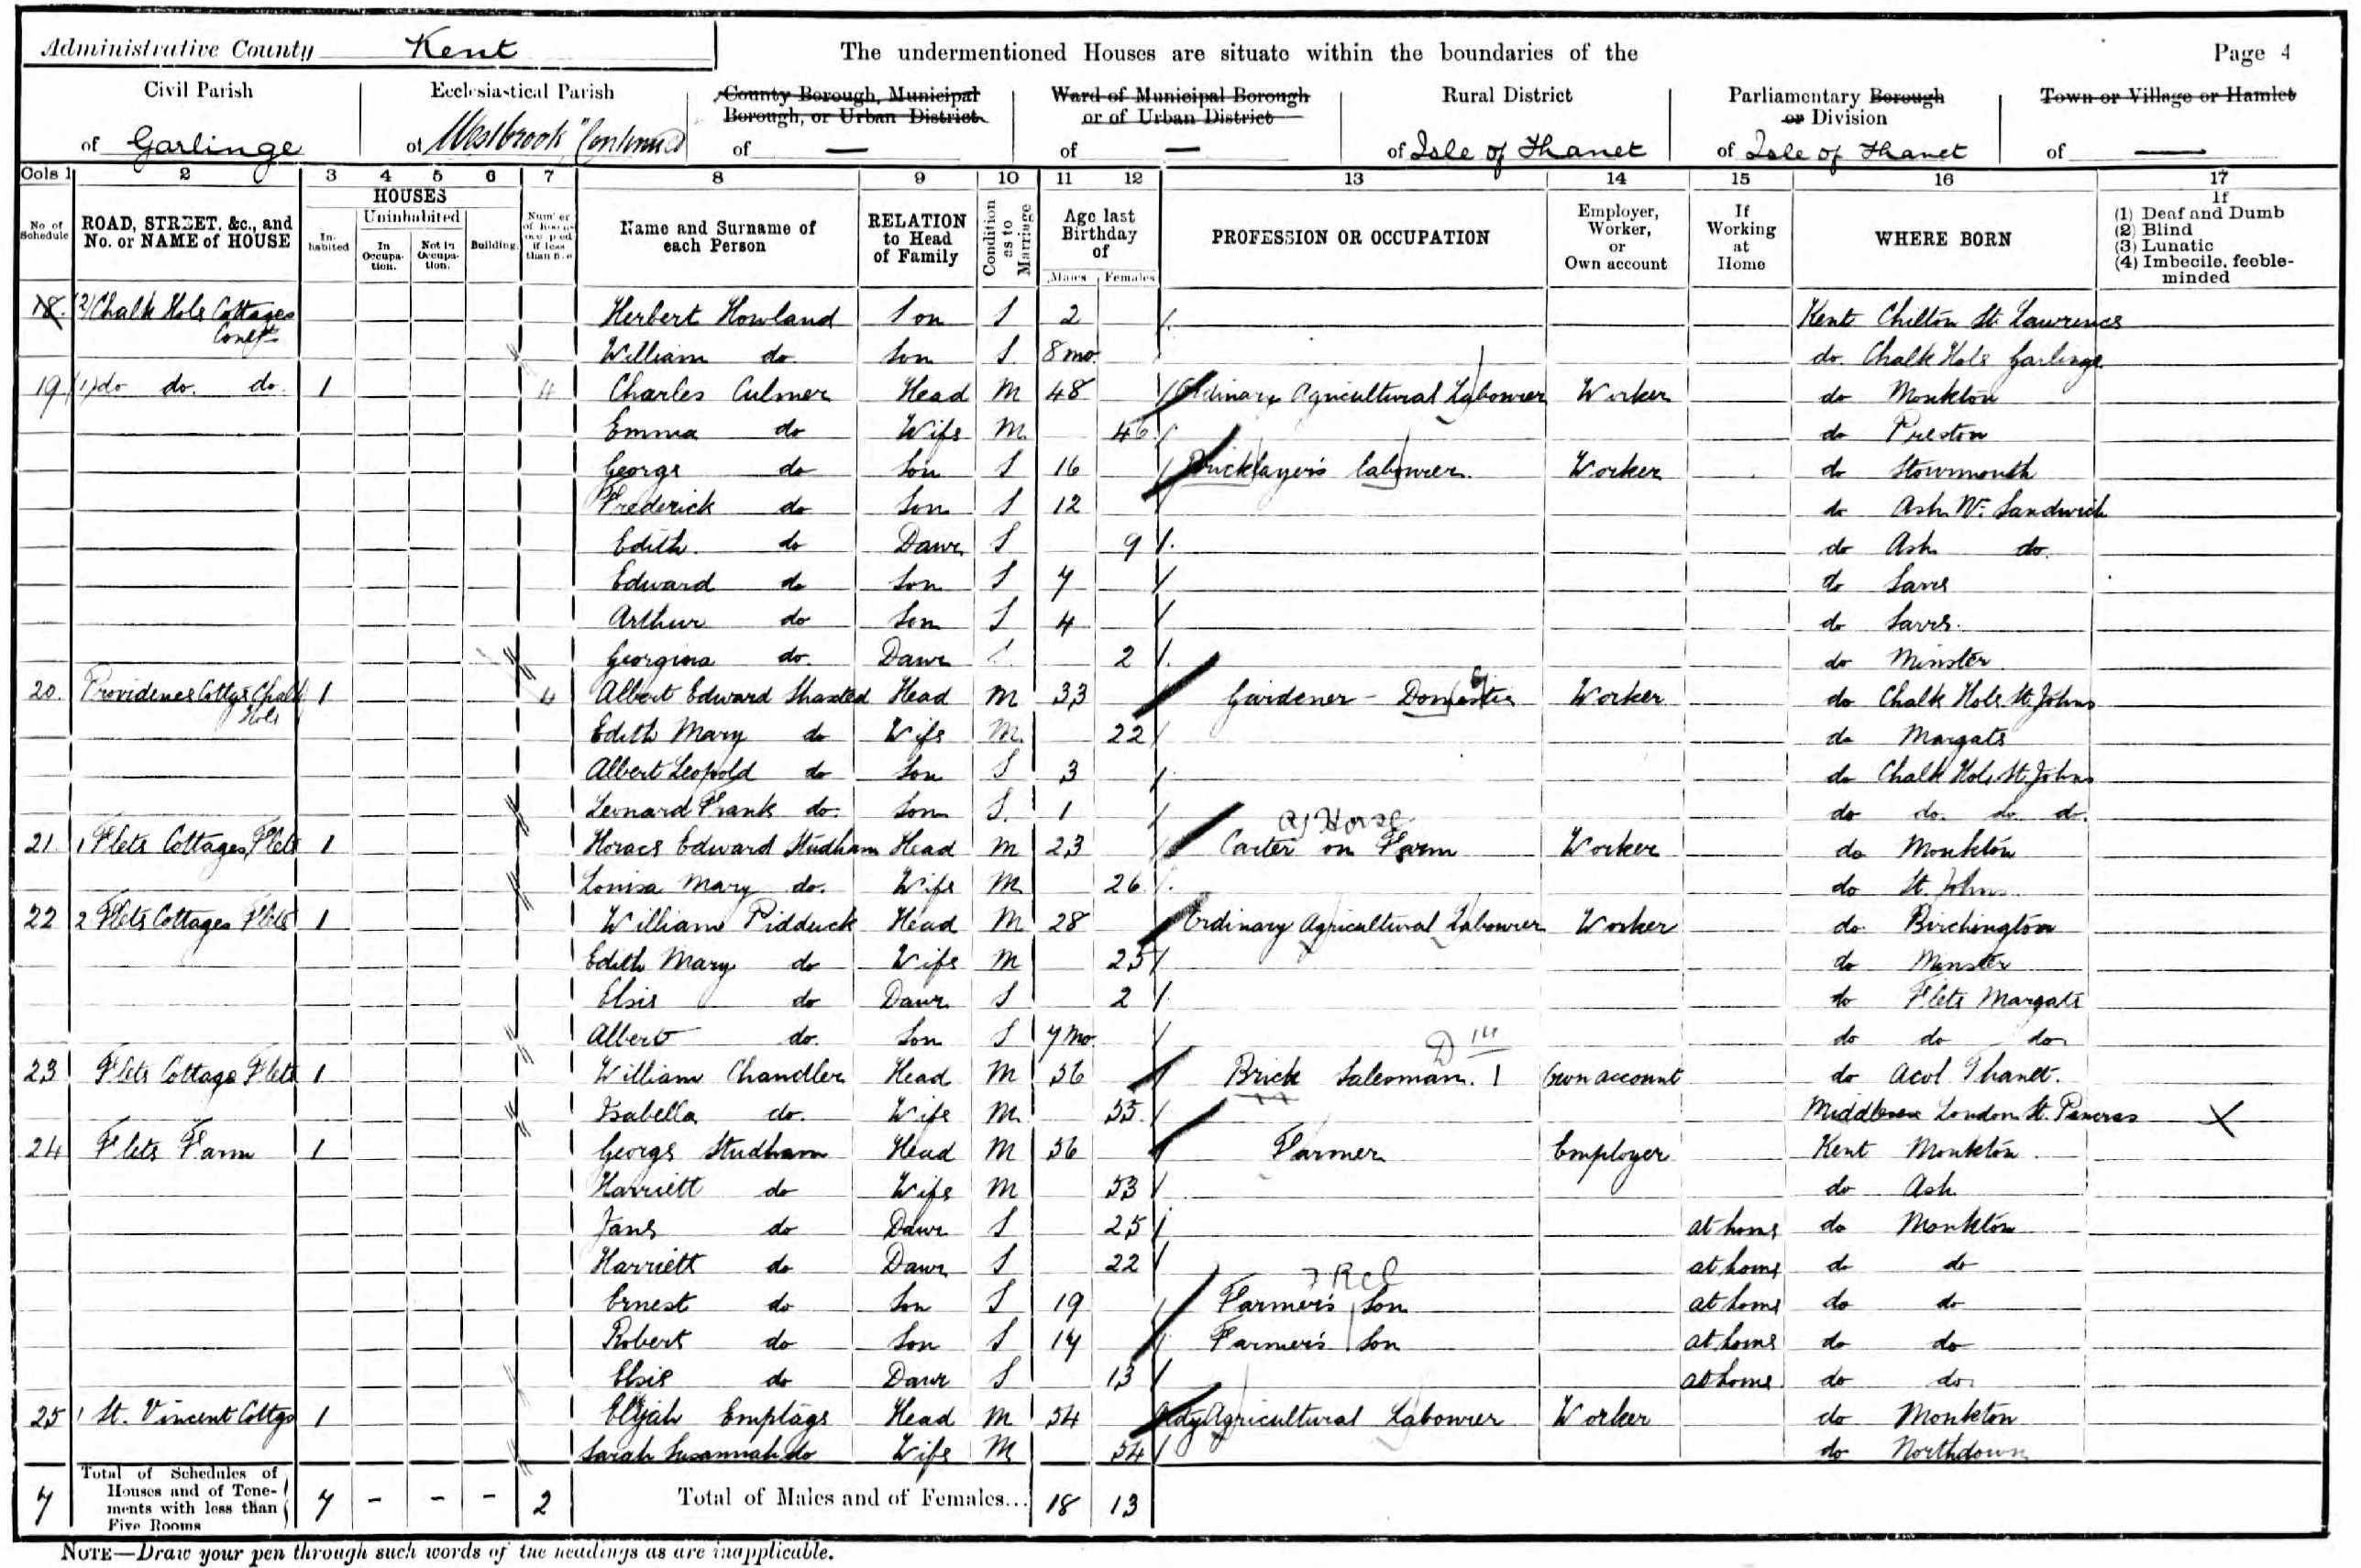 Administrative County Kent The undermentioned Houses are situate within the boundaries of the Page 4
Civil Parish of Garlinge
Ecclesiastical Parish of Westbrook "Continued
County Borough, Municipal Borough, or Urban District of —
Ward of Municipal Borough or of Urban District of —
Rural District of Isle of Thanet
Parliamentary Borough or Division of Isle of Thanet
Town or Village or Hamlet of —
Cols 1 2 3 4 5 6 7 8 9 10 11 12 13 14 15 16 17
No of Schedule
ROAD, STREET, &c., and No. or NAME of HOUSE
HOUSES
In-habited
Uninhabited
In Occupa-tion.
Not in Occupa-tion.
Building.
Name and Surname of each Person
RELATION to Head of Family
Condition as to Marriage
Age last Birthday of
Males Females
PROFESSION OR OCCUPATION
Employer, Worker, or Own account
If Working at Home
WHERE BORN
If
(1) Deaf and Dumb
(2) Blind
(3) Lunatic
(4) Imbecile, feeble-minded
18. (2) Chalk Hole Cottages Herbert Howland Son S 2 Kent Chilton St. Lawrence
Cont. William do Son S 8 mo. do. Chalk Hole Garlinge
19 (1) do do. do. 1 4 Charles Culmer Head M 48 Ordinary Agricultural Labourer Worker do Monkton
Emma do Wife M 46 do Preston
George do Son S 16 Bricklayer's labourer. Worker do Stourmouth
Frederick do Son S 12 do Ash Nr. Sandwich
Edith do Daur S 9 do Ash do.
Edward do Son S 7 do Sarre
Arthur do Son S 4 do Sarre.
Georgina do. Daur S 2 do Minster
20. Providence Cottgs Chalk Hole 1 4 Albert Edward Shasted Head M 33 Gardener - Domestic Worker do Chalk Hole St. Johns
Edith Mary do Wife M. 22 do Margate
Albert Leopold do Son S 3 do Chalk Hole St. Johns
Leonard Frank do. Son S. 1 do do. do do.
on Horse
21 1 Flete Cottages, Flete 1 Horace Edward Studham Head M 23 Carter on Farm Worker do Monkton
Louisa Mary do. Wife M 26 do St. Johns
22 2 Flete Cottages Flete 1 William Pidduck Head M 28 Ordinary Agricultural Labourer Worker do. Birchington
Edith Mary do Wife M 25 do Minster
Elsie do Daur S 2 do Flete Margate
Albert do. Son S 7 mo. do do do
23 Flete Cottage Flete 1 William Chandler Head M 56 Brick Salesman. Own account do Acol Thanet.
Isabella do. Wife M. 55 Middlesex London St. Pancras X
24 Flete Farm 1 George Studham Head M 56 Farmer Employer Kent Monkton
Harriett do Wife M 53 do Ash
Jane do Daur S 25 at home do Monkton
Harriett do Daur S 22 at home do do
Ernest do Son S 19 Farmer's Son at home do do
Robert do Son S 17 Farmer's Son at home do do
Elsie do Daur S 13 at home do do.
25 1 St. Vincent Cottgs 1 Elijah Emptage Head M 54 Ordy Agricultural Labourer Worker do Monkton
Sarah Susannah do Wife M 54 do Northdown
7 Total of Schedules of Houses and of Tene-ments with less than Five Rooms 7 - - - 2 Total of Males and of Females... 18 13
NOTE—Draw your pen through such words of the headings as are inapplicable.